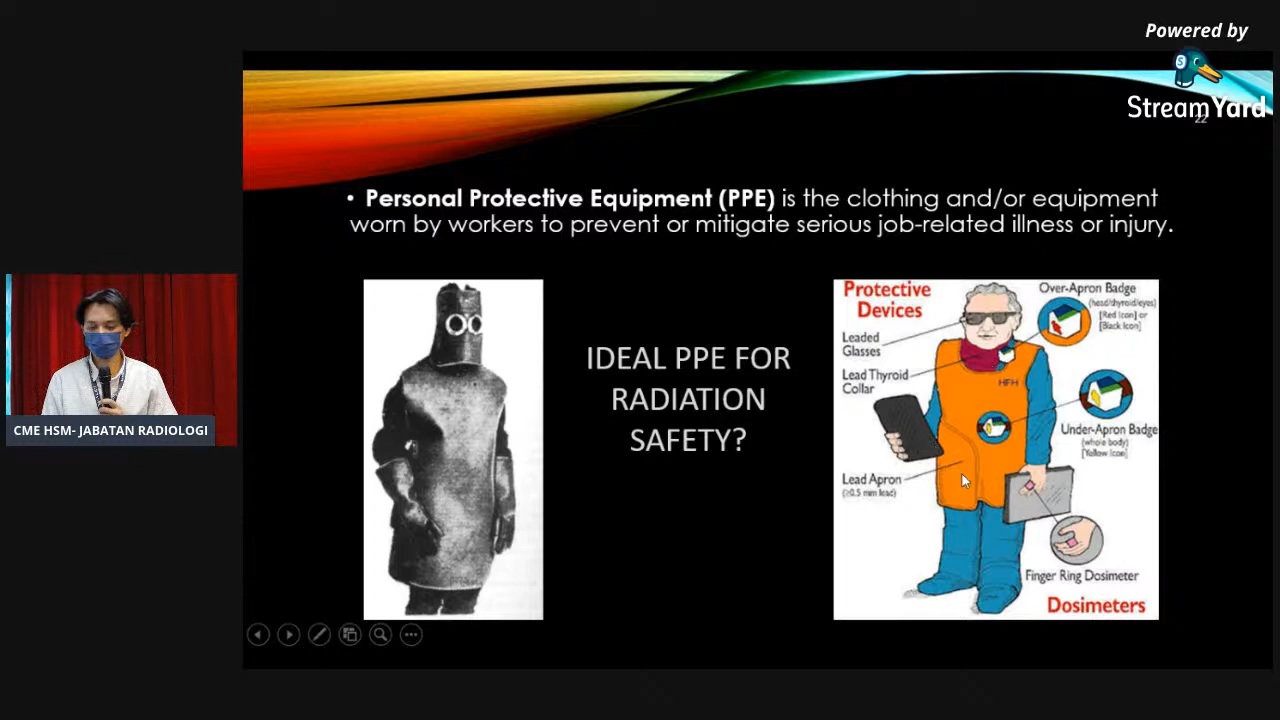 Powered by
StreamYard
22
• Personal Protective Equipment (PPE) is the clothing and/or equipment
worn by workers to prevent or mitigate serious job-related illness or injury.
IDEAL PPE FOR
RADIATION
SAFETY?
Protective
Devices
Leaded
Glasses
Lead Thyroid
Collar
Lead Apron
(≥0.5 mm lead)
HFH
Over-Apron Badge
(head/thyroid/eyes)
[Red Icon] or
[Black Icon]
Under-Apron Badge
(whole body)
[Yellow Icon]
Finger Ring Dosimeter
Dosimeters
CME HSM- JABATAN RADIOLOGI